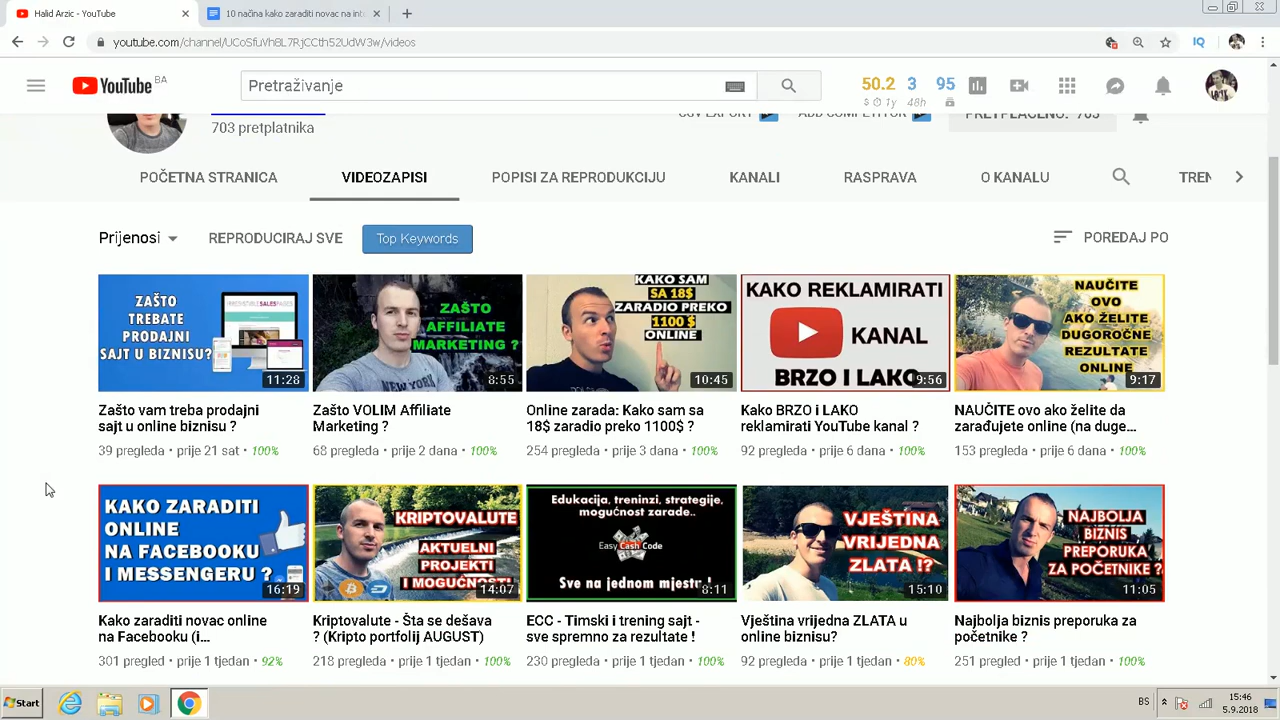 Halid Arzic - YouTube
10 načina kako zaraditi novac na int
youtube.com/channel/UCoSfuVh8L7RjCCth52UdW3w/videos
IQ
YouTube BA
Pretraživanje
50.2 3 95
$ 1y 48h
703 pretplatnika
CSV EXPORT
ADD COMPETITOR
PRETPLAĆENO: 703
POČETNA STRANICA
VIDEOZAPISI
POPISI ZA REPRODUKCIJU
KANALI
RASPRAVA
O KANALU
TREN
Prijenosi
REPRODUCIRAJ SVE
Top Keywords
POREDAJ PO
ZAŠTO
TREBATE
PRODAJNI
SAJT U BIZNISU?
11:28
ZAŠTO
AFFILIATE
MARKETING ?
NEW YORK
8:55
KAKO SAM
SA 18$
ZARADIO PREKO
1100 $
ONLINE
10:45
KAKO REKLAMIRATI
KANAL
BRZO I LAKO
9:56
NAUČITE
OVO
AKO ŽELITE
DUGOROČNE
REZULTATE
ONLINE
9:17
Zašto vam treba prodajni
sajt u online biznisu ?
39 pregleda • prije 21 sat • 100%
Zašto VOLIM Affiliate
Marketing ?
68 pregleda • prije 2 dana • 100%
Online zarada: Kako sam sa
18$ zaradio preko 1100$ ?
254 pregleda • prije 3 dana • 100%
Kako BRZO i LAKO
reklamirati YouTube kanal ?
92 pregleda • prije 6 dana • 100%
NAUČITE ovo ako želite da
zarađujete online (na duge...
153 pregleda • prije 6 dana • 100%
KAKO ZARADITI
ONLINE
NA FACEBOOKU
I MESSENGERU ?
16:19
KRIPTOVALUTE
AKTUELNI
PROJEKTI
I MOGUĆNOSTI
14:07
Edukacija, treninzi, strategije,
mogućnost zarade..
Easy Cash Code
Sve na jednom mjestu !
8:11
VJEŠTINA
VRIJEDNA
ZLATA !?
15:10
NAJBOLJA
BIZNIS
PREPORUKA
ZA POČETNIKE ?
11:05
Kako zaraditi novac online
na Facebooku (i...
301 pregled • prije 1 tjedan • 92%
Kriptovalute - Šta se dešava
? (Kripto portfolij AUGUST)
218 pregleda • prije 1 tjedan • 100%
ECC - Timski i trening sajt -
sve spremno za rezultate !
230 pregleda • prije 1 tjedan • 100%
Vještina vrijedna ZLATA u
online biznisu?
92 pregleda • prije 1 tjedan • 80%
Najbolja biznis preporuka za
početnike ?
251 pregled • prije 1 tjedan • 100%
Start
BS
15:46
5.9.2018